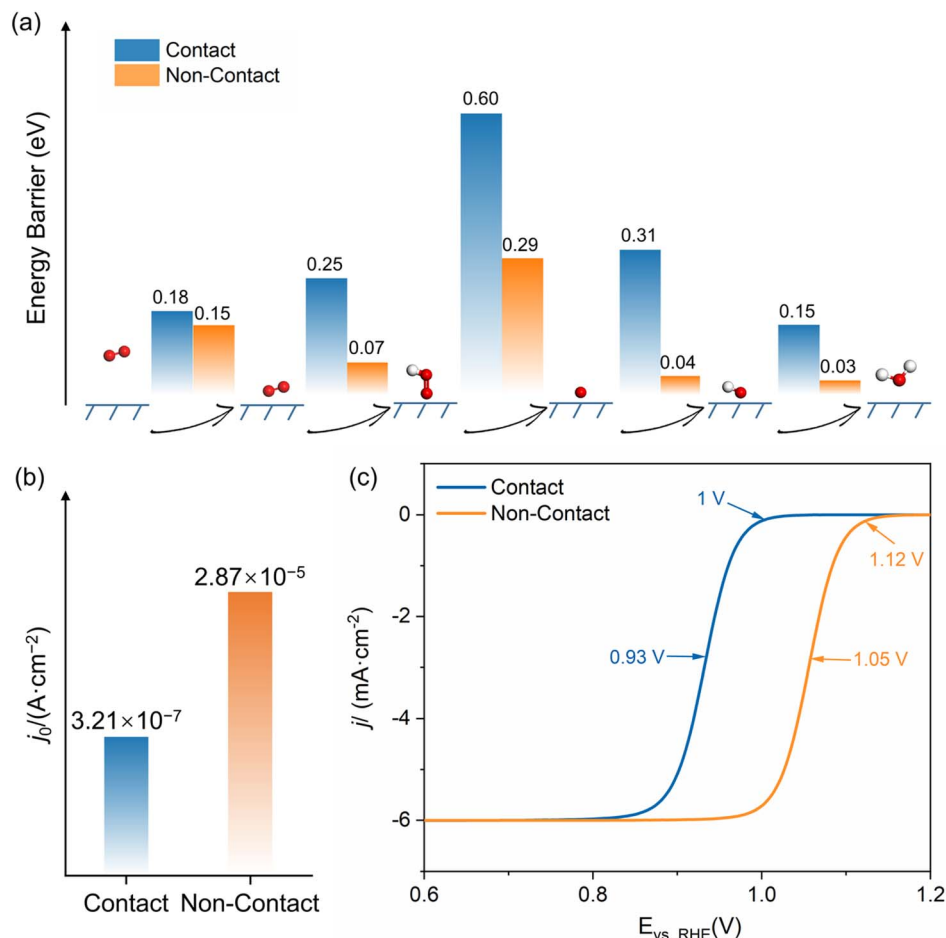 (a)
Energy Barrier (eV)
Contact
Non-Contact
0.18
0.15
0.25
0.07
0.60
0.29
0.31
0.04
0.15
0.03
(b)
j₀/(A·cm⁻²)
3.21×10⁻⁷
2.87×10⁻⁵
Contact Non-Contact
(c)
Contact
Non-Contact
1 V
1.12 V
0.93 V
1.05 V
j/ (mA·cm⁻²)
0
-2
-4
-6
0.6 0.8 1.0 1.2
E_vs. RHE(V)